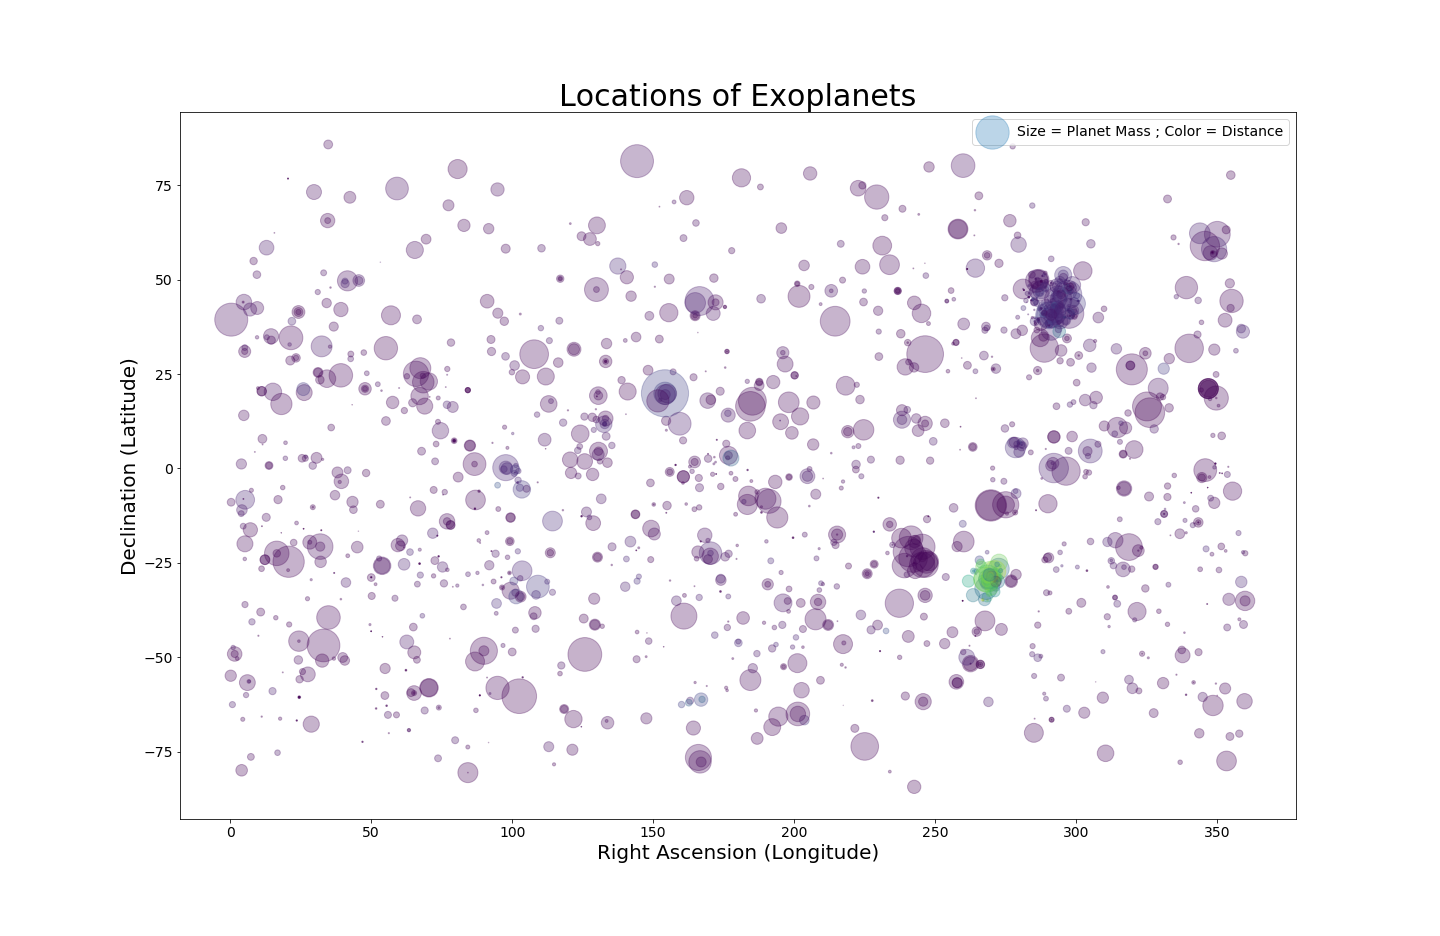 Locations of Exoplanets
Size = Planet Mass ; Color = Distance
75
50
25
0
−25
−50
−75
Declination (Latitude)
0 50 100 150 200 250 300 350
Right Ascension (Longitude)